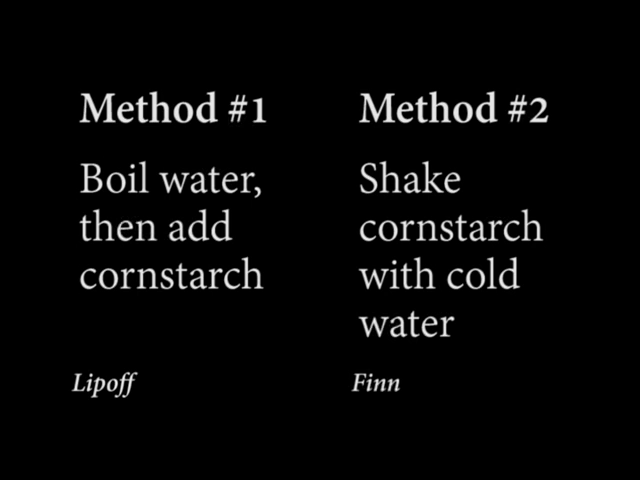 Method #1
Boil water,
then add
cornstarch
Lipoff
Method #2
Shake
cornstarch
with cold
water
Finn